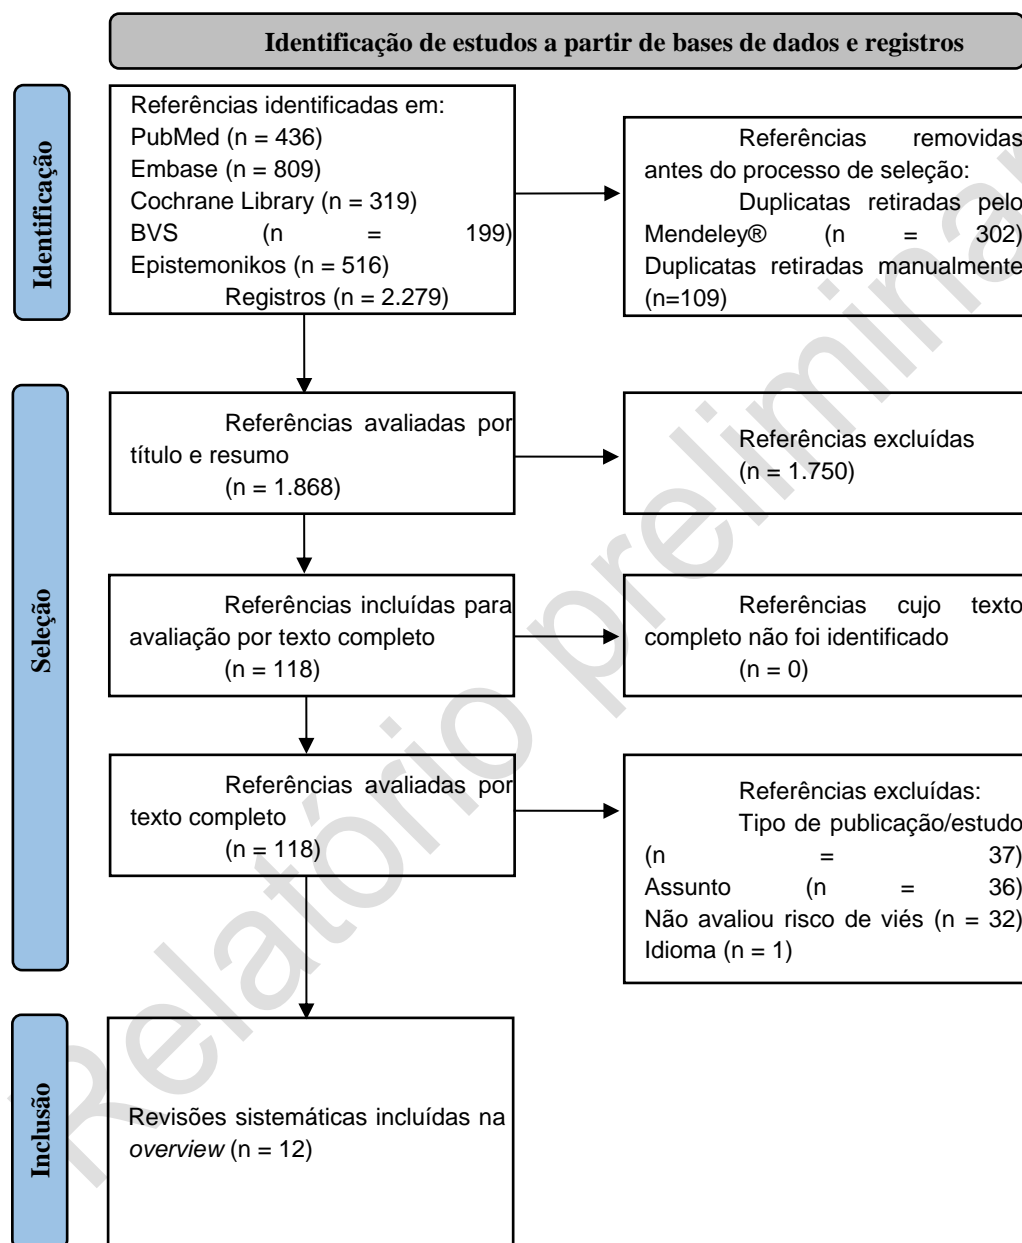 Identificação de estudos a partir de bases de dados e registros
Identificação
Referências identificadas em:
PubMed (n = 436)
Embase (n = 809)
Cochrane Library (n = 319)
BVS (n = 199)
Epistemonikos (n = 516)
Registros (n = 2.279)
Referências removidas
antes do processo de seleção:
Duplicatas retiradas pelo
Mendeley® (n = 302)
Duplicatas retiradas manualmente
(n=109)
Seleção
Referências avaliadas por
título e resumo
(n = 1.868)
Referências excluídas
(n = 1.750)
Referências incluídas para
avaliação por texto completo
(n = 118)
Referências cujo texto
completo não foi identificado
(n = 0)
Referências avaliadas por
texto completo
(n = 118)
Referências excluídas:
Tipo de publicação/estudo
(n = 37)
Assunto (n = 36)
Não avaliou risco de viés (n = 32)
Idioma (n = 1)
Inclusão
Revisões sistemáticas incluídas na
overview (n = 12)
Relatório preliminar